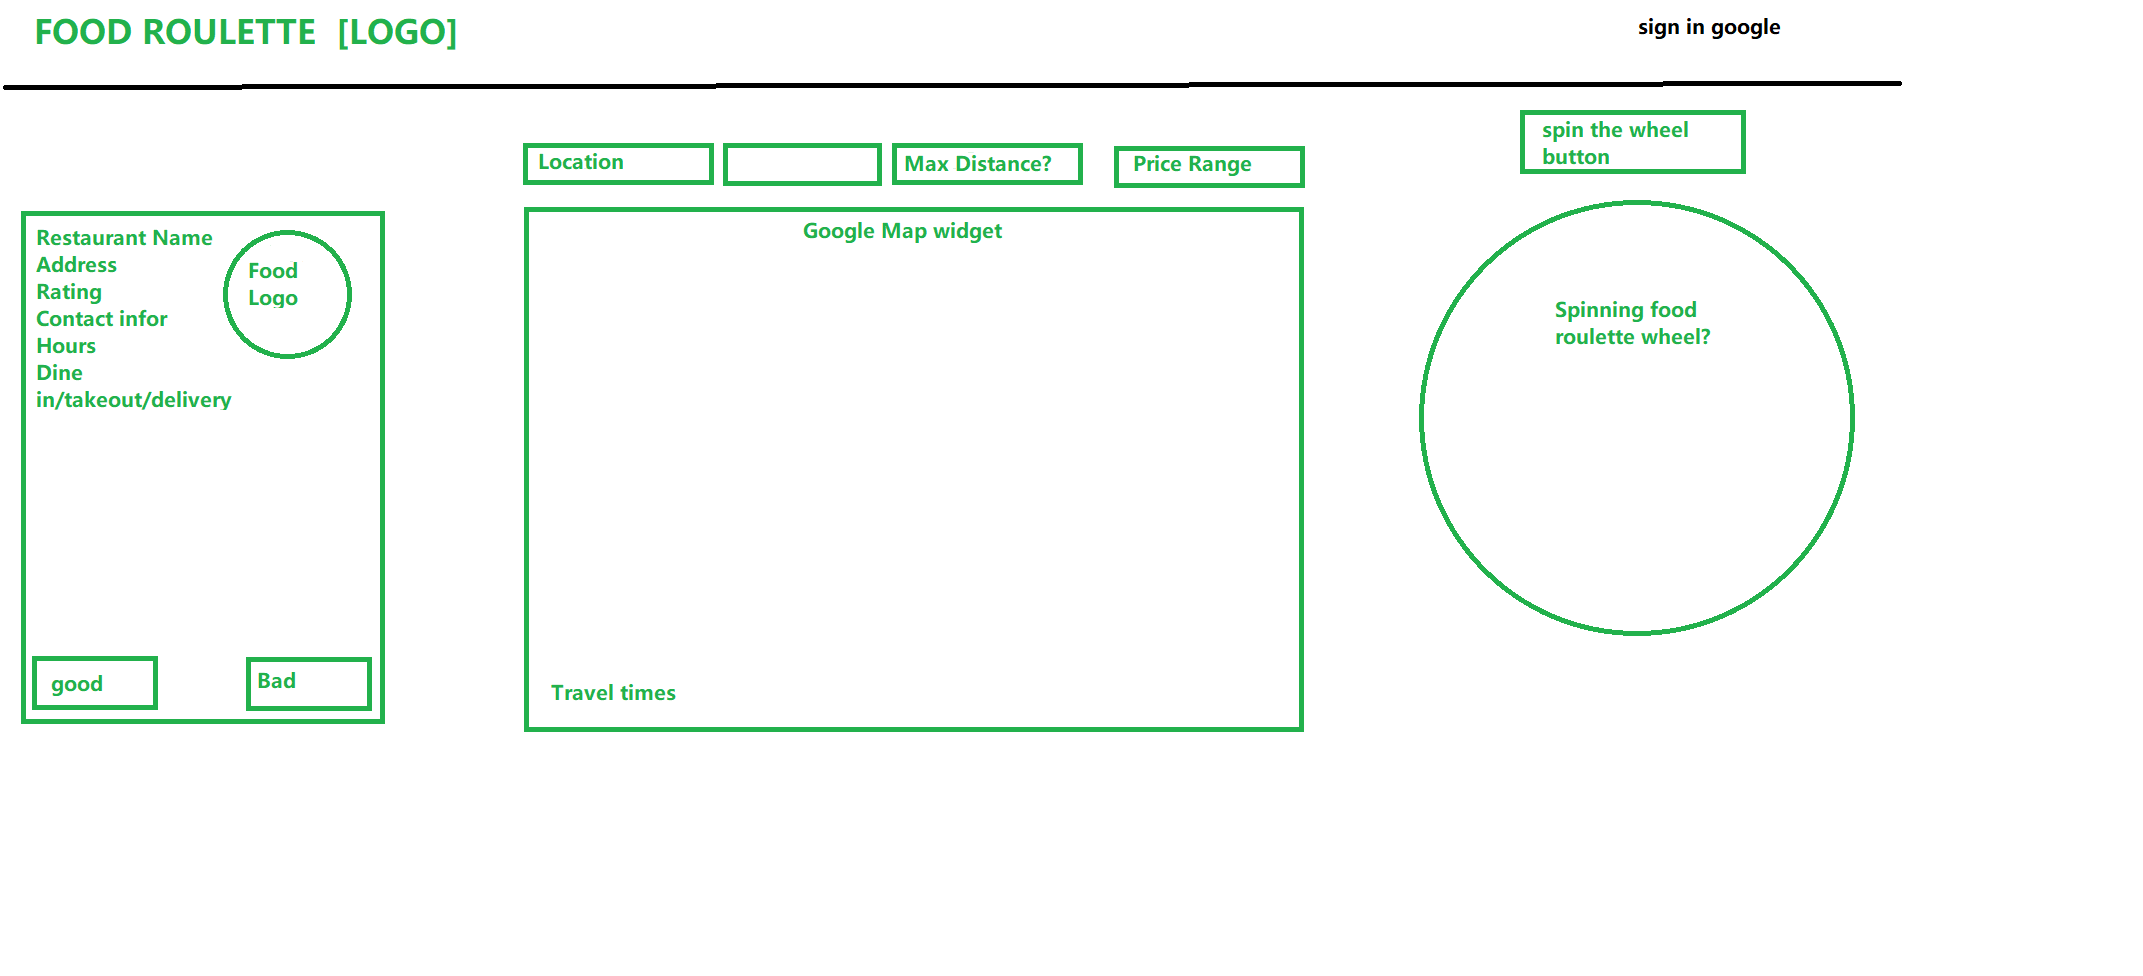 FOOD ROULETTE [LOGO]
sign in google
spin the wheel
button
Location
Max Distance?
Price Range
Restaurant Name
Address
Rating
Contact infor
Hours
Dine
in/takeout/delivery
Food
Logo
good
Bad
Google Map widget
Travel times
Spinning food
roulette wheel?